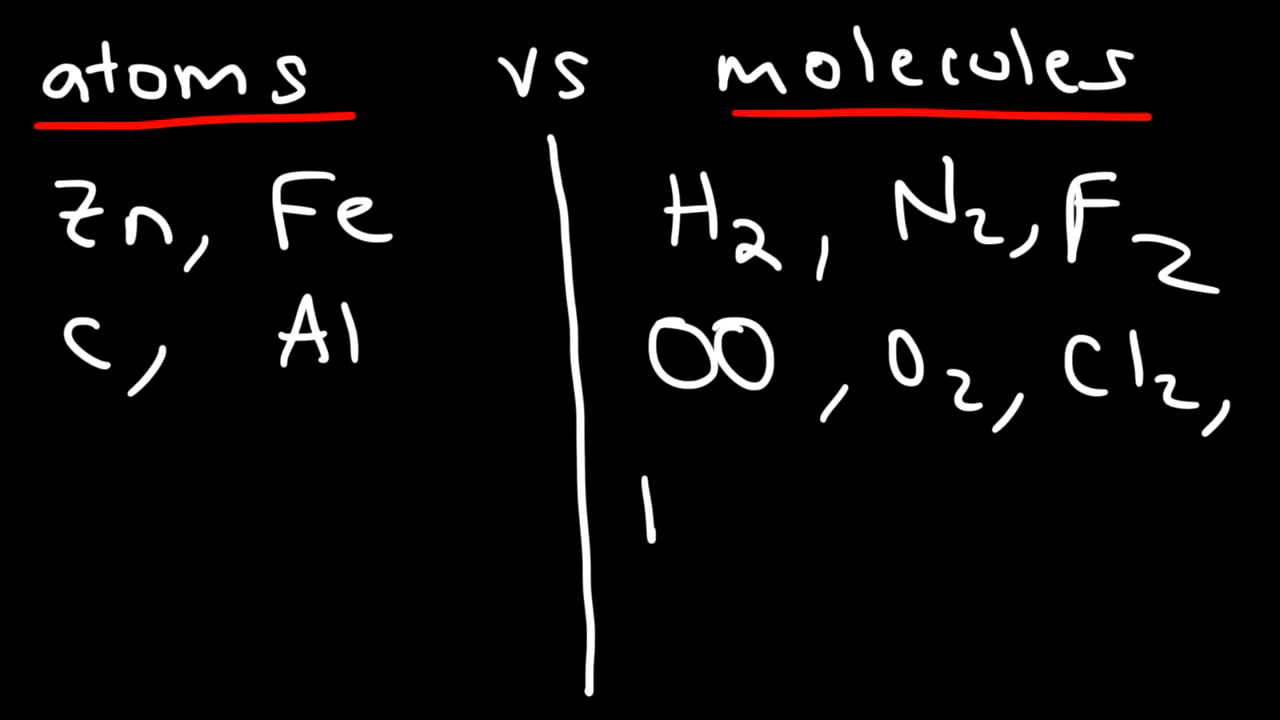 atoms vs molecules
Zn, Fe
C, Al
H₂, N₂, F₂
OO, O₂, Cl₂,